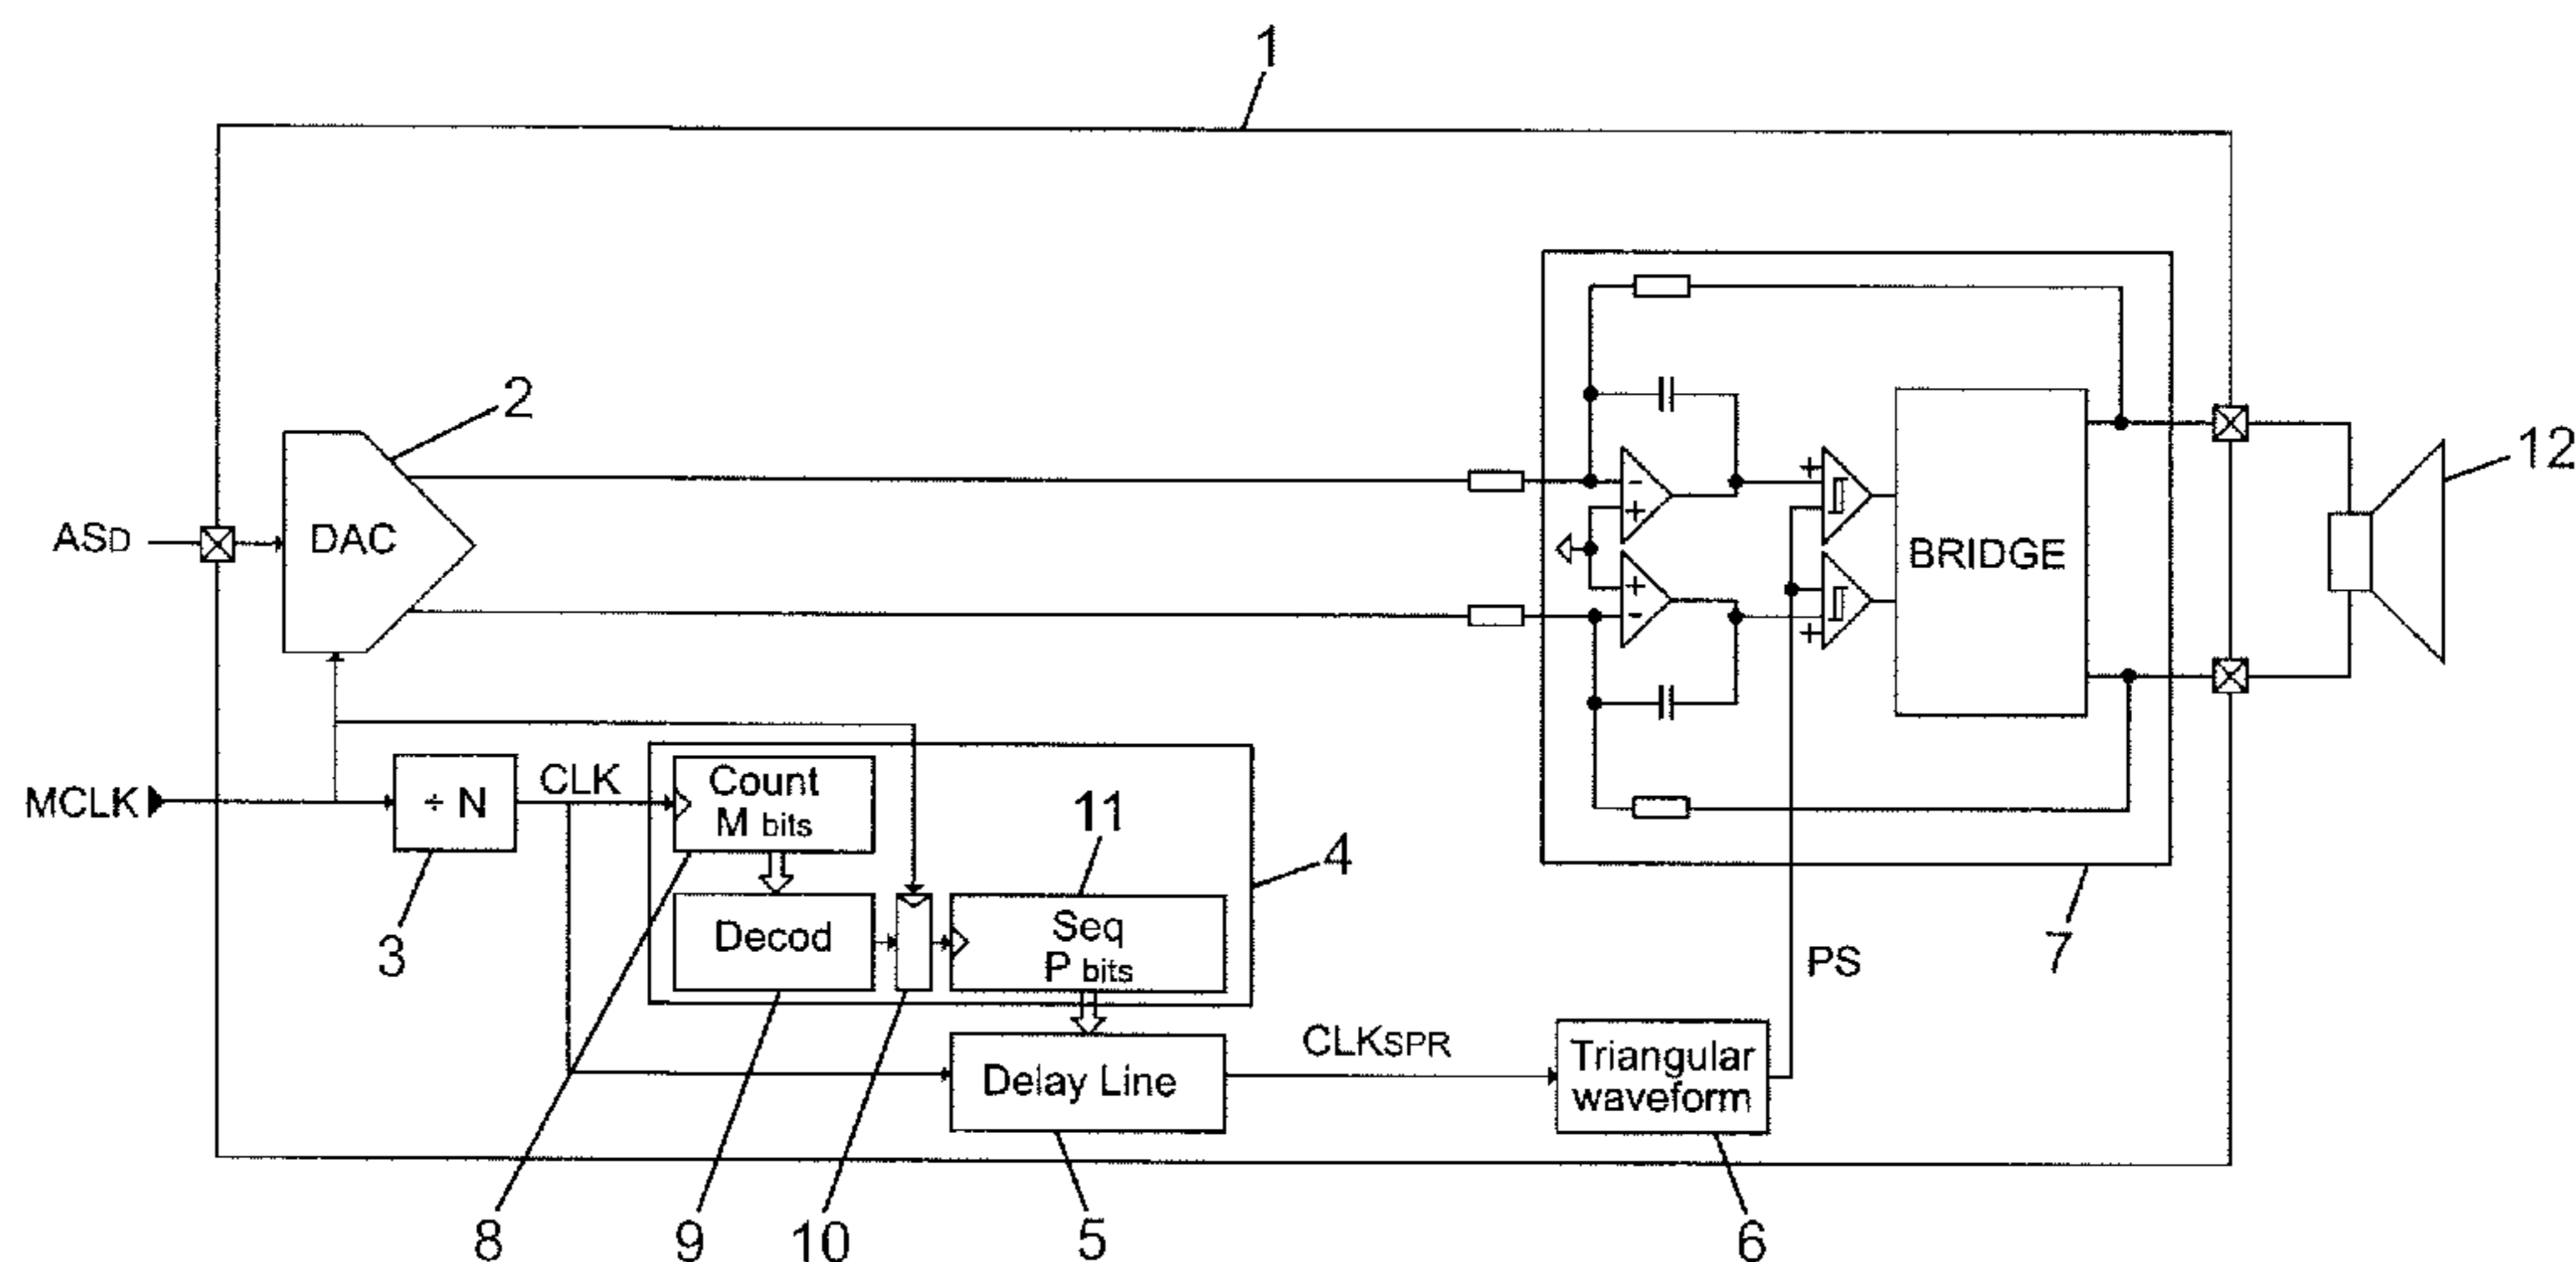 1
2
12
+
-
+
+
-
+
ASD
DAC
BRIDGE
MCLK
÷ N
CLK
Count
M bits
11
4
3
Decod
Seq
P bits
7
PS
CLKSPR
Delay Line
Triangular
waveform
8
9
10
5
6